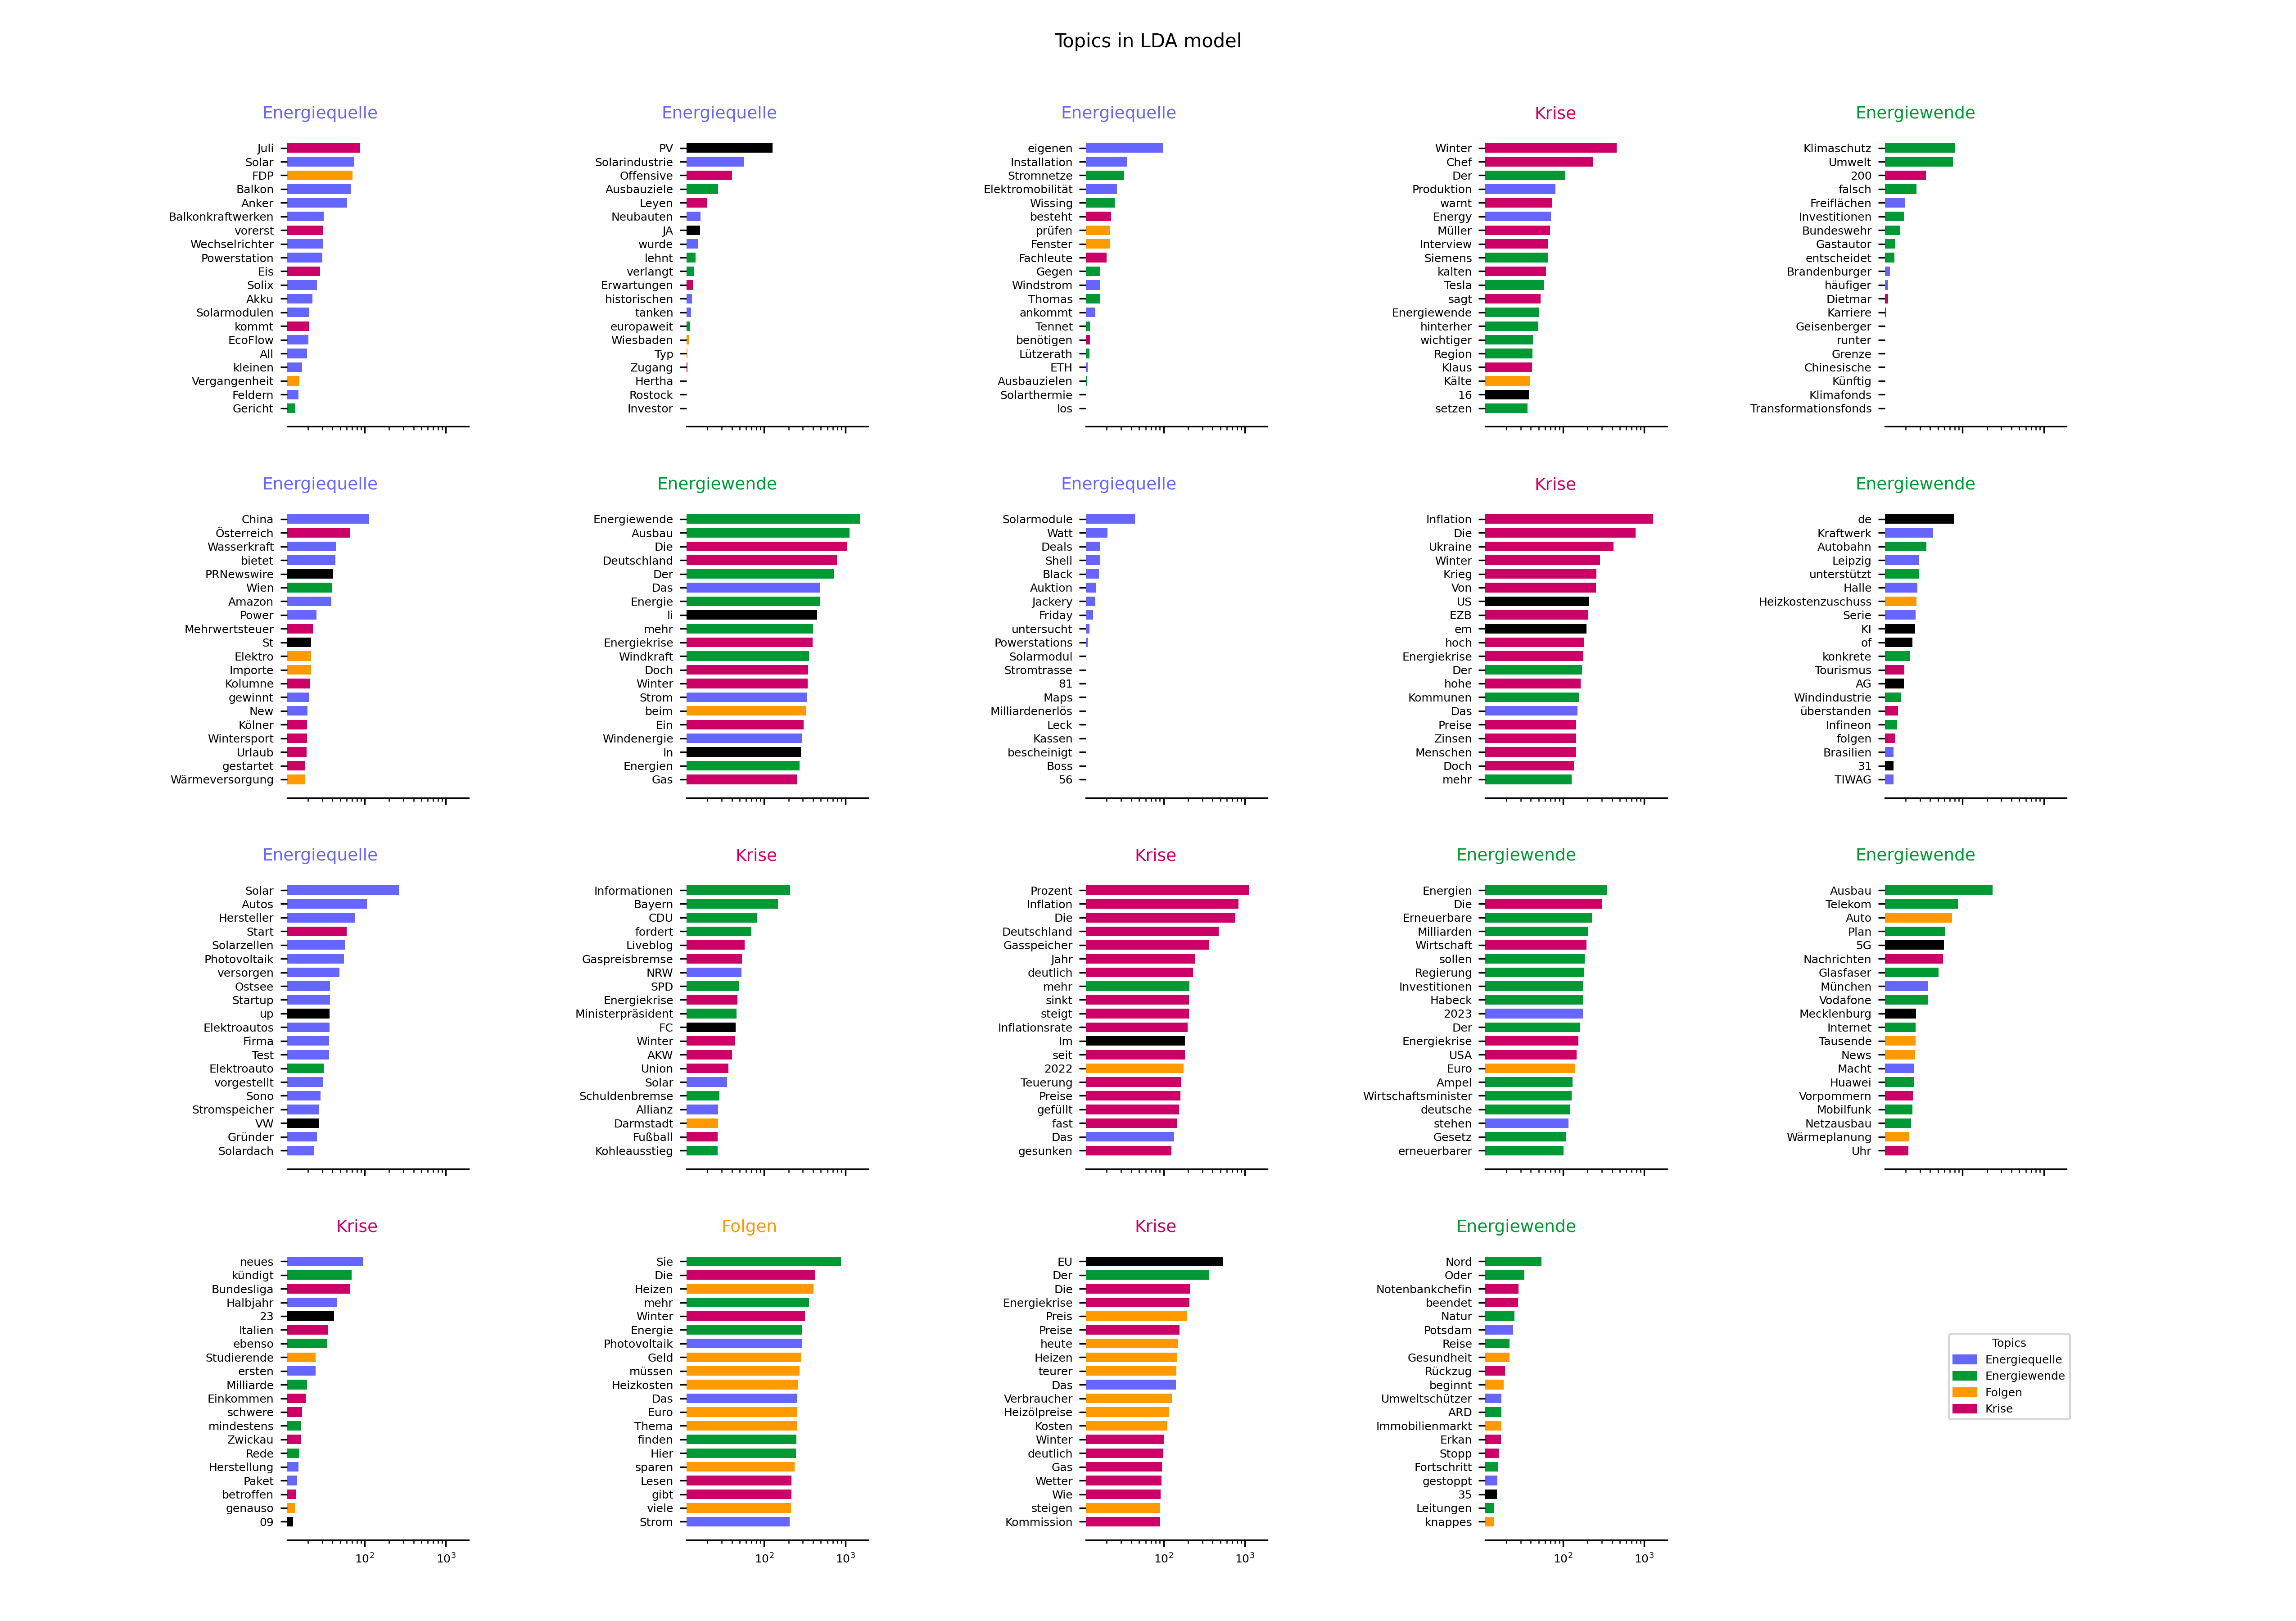 Topics in LDA model
Energiequelle
Juli
Solar
FDP
Balkon
Anker
Balkonkraftwerken
vorerst
Wechselrichter
Powerstation
Eis
Solix
Akku
Solarmodulen
kommt
EcoFlow
All
kleinen
Vergangenheit
Feldern
Gericht
Energiequelle
PV
Solarindustrie
Offensive
Ausbauziele
Leyen
Neubauten
JA
wurde
lehnt
verlangt
Erwartungen
historischen
tanken
europaweit
Wiesbaden
Typ
Zugang
Hertha
Rostock
Investor
Energiequelle
eigenen
Installation
Stromnetze
Elektromobilität
Wissing
besteht
prüfen
Fenster
Fachleute
Gegen
Windstrom
Thomas
ankommt
Tennet
benötigen
Lützerath
ETH
Ausbauzielen
Solarthermie
los
Krise
Winter
Chef
Der
Produktion
warnt
Energy
Müller
Interview
Siemens
kalten
Tesla
sagt
Energiewende
hinterher
wichtiger
Region
Klaus
Kälte
16
setzen
Energiewende
Klimaschutz
Umwelt
200
falsch
Freiflächen
Investitionen
Bundeswehr
Gastautor
entscheidet
Brandenburger
häufiger
Dietmar
Karriere
Geisenberger
runter
Grenze
Chinesische
Künftig
Klimafonds
Transformationsfonds
Energiequelle
China
Österreich
Wasserkraft
bietet
PRNewswire
Wien
Amazon
Power
Mehrwertsteuer
St
Elektro
Importe
Kolumne
gewinnt
New
Kölner
Wintersport
Urlaub
gestartet
Wärmeversorgung
Energiewende
Energiewende
Ausbau
Die
Deutschland
Der
Das
Energie
li
mehr
Energiekrise
Windkraft
Doch
Winter
Strom
beim
Ein
Windenergie
In
Energien
Gas
Energiequelle
Solarmodule
Watt
Deals
Shell
Black
Auktion
Jackery
Friday
untersucht
Powerstations
Solarmodul
Stromtrasse
81
Maps
Milliardenerlös
Leck
Kassen
bescheinigt
Boss
56
Krise
Inflation
Die
Ukraine
Winter
Krieg
Von
US
EZB
em
hoch
Energiekrise
Der
hohe
Kommunen
Das
Preise
Zinsen
Menschen
Doch
mehr
Energiewende
de
Kraftwerk
Autobahn
Leipzig
unterstützt
Halle
Heizkostenzuschuss
Serie
KI
of
konkrete
Tourismus
AG
Windindustrie
überstanden
Infineon
folgen
Brasilien
31
TIWAG
Energiequelle
Solar
Autos
Hersteller
Start
Solarzellen
Photovoltaik
versorgen
Ostsee
Startup
up
Elektroautos
Firma
Test
Elektroauto
vorgestellt
Sono
Stromspeicher
VW
Gründer
Solardach
Krise
Informationen
Bayern
CDU
fordert
Liveblog
Gaspreisbremse
NRW
SPD
Energiekrise
Ministerpräsident
FC
Winter
AKW
Union
Solar
Schuldenbremse
Allianz
Darmstadt
Fußball
Kohleausstieg
Krise
Prozent
Inflation
Die
Deutschland
Gasspeicher
Jahr
deutlich
mehr
sinkt
steigt
Inflationsrate
Im
seit
2022
Teuerung
Preise
gefüllt
fast
Das
gesunken
Energiewende
Energien
Die
Erneuerbare
Milliarden
Wirtschaft
sollen
Regierung
Investitionen
Habeck
2023
Der
Energiekrise
USA
Euro
Ampel
Wirtschaftsminister
deutsche
stehen
Gesetz
erneuerbarer
Energiewende
Ausbau
Telekom
Auto
Plan
5G
Nachrichten
Glasfaser
München
Vodafone
Mecklenburg
Internet
Tausende
News
Macht
Huawei
Vorpommern
Mobilfunk
Netzausbau
Wärmeplanung
Uhr
Krise
neues
kündigt
Bundesliga
Halbjahr
23
Italien
ebenso
Studierende
ersten
Milliarde
Einkommen
schwere
mindestens
Zwickau
Rede
Herstellung
Paket
betroffen
genauso
09
10²
10³
Folgen
Sie
Die
Heizen
mehr
Winter
Energie
Photovoltaik
Geld
müssen
Heizkosten
Das
Euro
Thema
finden
Hier
sparen
Lesen
gibt
viele
Strom
10²
10³
Krise
EU
Der
Die
Energiekrise
Preis
Preise
heute
Heizen
teurer
Das
Verbraucher
Heizölpreise
Kosten
Winter
deutlich
Gas
Wetter
Wie
steigen
Kommission
10²
10³
Energiewende
Nord
Oder
Notenbankchefin
beendet
Natur
Potsdam
Reise
Gesundheit
Rückzug
beginnt
Umweltschützer
ARD
Immobilienmarkt
Erkan
Stopp
Fortschritt
gestoppt
35
Leitungen
knappes
10²
10³
Topics
Energiequelle
Energiewende
Folgen
Krise